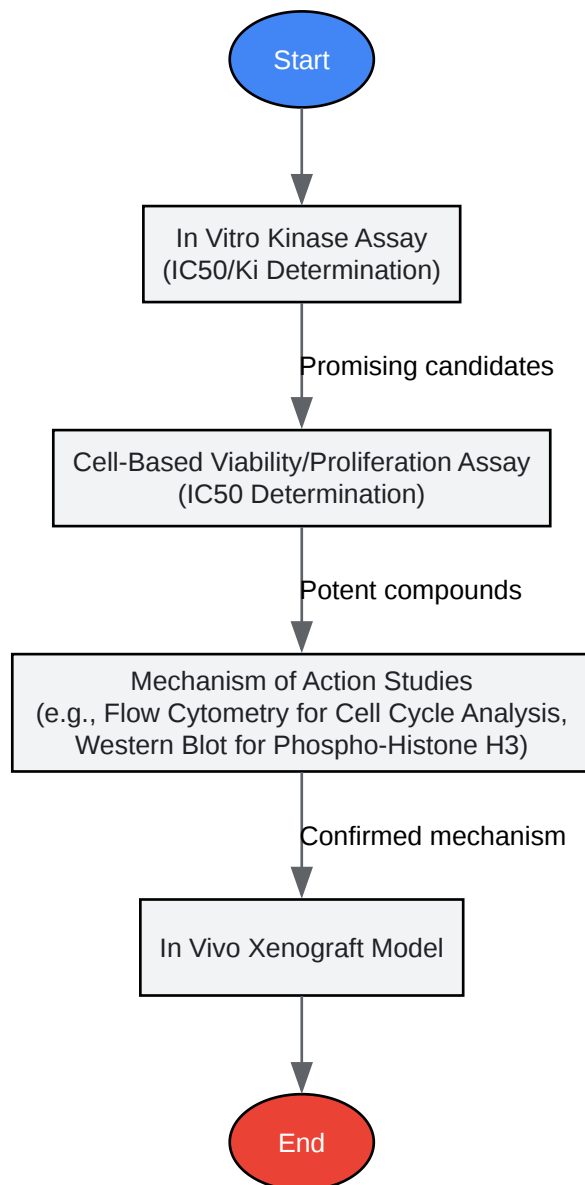 Start
In Vitro Kinase Assay
(IC50/Ki Determination)
Promising candidates
Cell-Based Viability/Proliferation Assay
(IC50 Determination)
Potent compounds
Mechanism of Action Studies
(e.g., Flow Cytometry for Cell Cycle Analysis,
Western Blot for Phospho-Histone H3)
Confirmed mechanism
In Vivo Xenograft Model
End